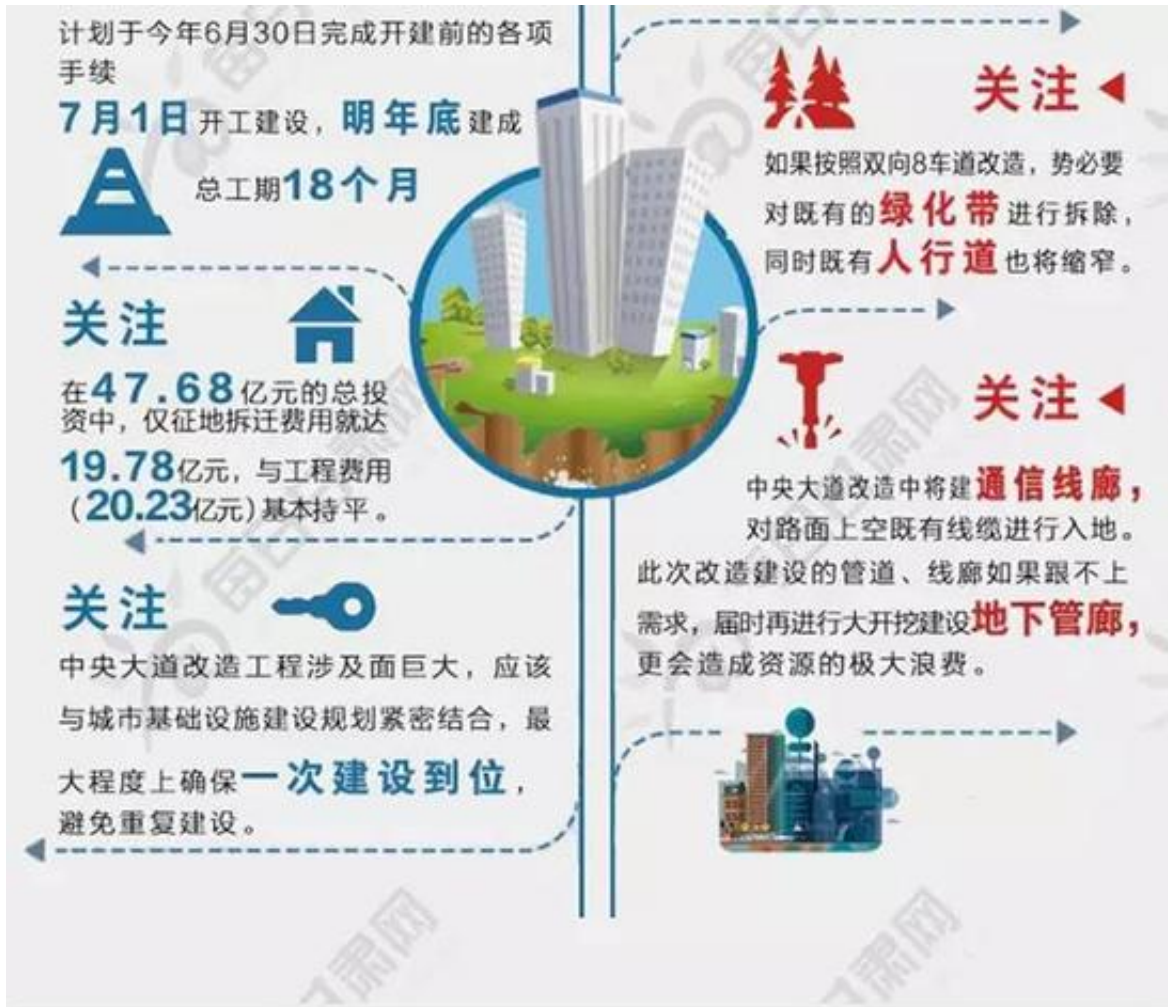 计划于今年6月30日完成开建前的各项
手续
7月1日开工建设，明年底建成
总工期18个月
关注
在47.68亿元的总投
资中，仅征地拆迁费用就达
19.78亿元，与工程费用
（20.23亿元）基本持平。
关注
中央大道改造工程涉及面巨大，应该
与城市基础设施建设规划紧密结合，最
大程度上确保一次建设到位，
避免重复建设。
关注
如果按照双向8车道改造，势必要
对既有的绿化带进行拆除，
同时既有人行道也将缩窄。
关注
中央大道改造中将建通信线廊，
对路面上空既有线缆进行入地。
此次改造建设的管道、线廊如果跟不上
需求，届时再进行大开挖建设地下管廊，
更会造成资源的极大浪费。